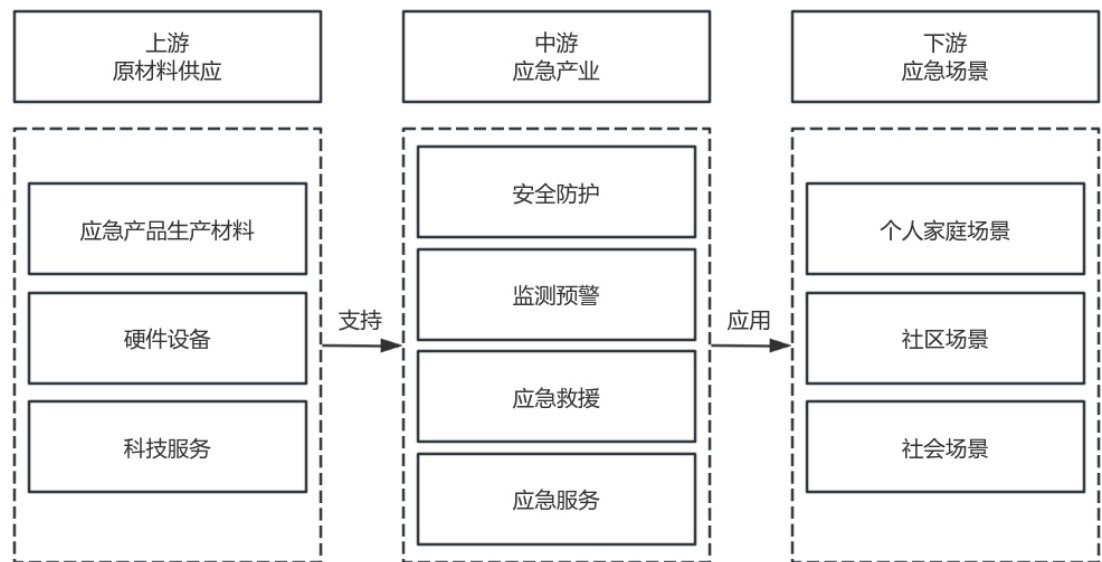 上游
原材料供应
中游
应急产业
下游
应急场景
应急产品生产材料
硬件设备
科技服务
支持
安全防护
监测预警
应急救援
应急服务
应用
个人家庭场景
社区场景
社会场景